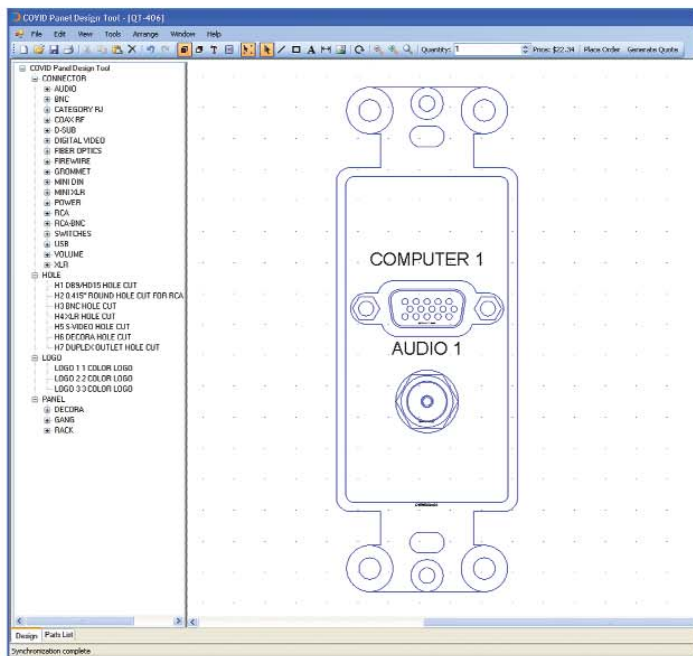 COVID Panel Design Tool - [QT-406]
File Edit View Tools Arrange Window Help
T A Quantity: 1 Price: $22.34 Place Order Generate Quote
COVID Panel Design Tool
CONNECTOR
AUDIO
BNC
CATEGORY RJ
COAX RF
D-SUB
DIGITAL VIDEO
FIBER OPTICS
FIREWIRE
GROMMET
MINI DIN
MINI XLR
POWER
RCA
RCA-BNC
SWITCHES
USB
VOLUME
XLR
HOLE
H1 DB9/HD15 HOLE CUT
H2 0.415" ROUND HOLE CUT FOR RCA
H3 BNC HOLE CUT
H4 XLR HOLE CUT
H5 S-VIDEO HOLE CUT
H6 DECORA HOLE CUT
H7 DUPLEX OUTLET HOLE CUT
LOGO
LOGO 1 1 COLOR LOGO
LOGO 2 2 COLOR LOGO
LOGO 3 3 COLOR LOGO
PANEL
DECORA
GANG
RACK
COMPUTER 1
AUDIO 1
Design Parts List
Synchronization complete